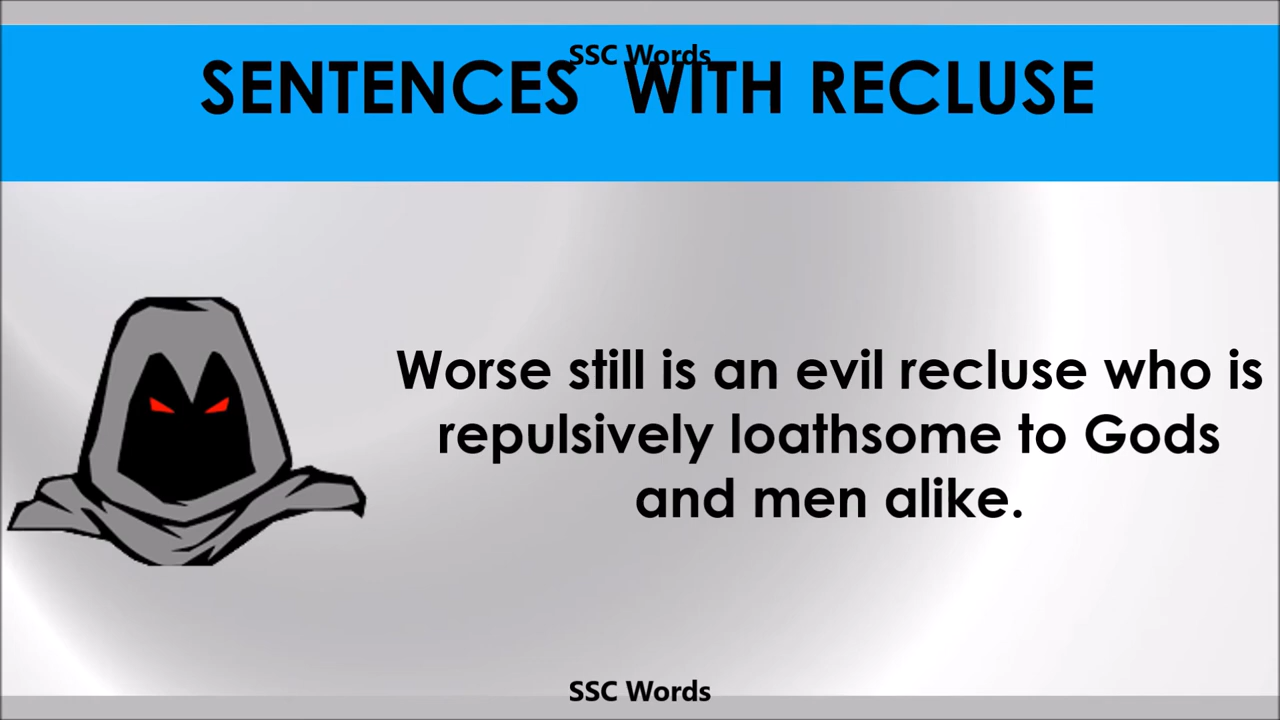 SSC Words
SENTENCES WITH RECLUSE
Worse still is an evil recluse who is
repulsively loathsome to Gods
and men alike.
SSC Words